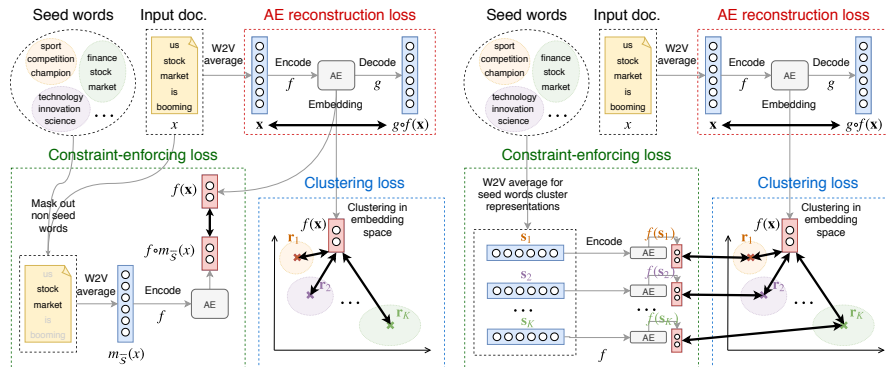 Seed words
Input doc.
AE reconstruction loss
sport
competition
champion
finance
stock
market
technology
innovation
science
...
us
stock
market
is
booming
x
W2V
average
Encode
f
AE
Decode
g
Embedding
x
g∘f(x)
Constraint-enforcing loss
Mask out
non seed
words
us
stock
market
is
booming
W2V
average
m_S̅(x)
Encode
f
AE
f(x)
f∘m_S̅(x)
Clustering loss
Clustering in
embedding
space
f(x)
r₁
r₂
...
r_K
Seed words
Input doc.
AE reconstruction loss
sport
competition
champion
finance
stock
market
technology
innovation
science
...
us
stock
market
is
booming
x
W2V
average
Encode
f
AE
Decode
g
Embedding
x
g∘f(x)
Constraint-enforcing loss
W2V average for
seed words cluster
representations
s₁
s₂
...
s_K
Encode
f
AE
AE
...
AE
f(s₁)
f(s₂)
f(s_K)
Clustering loss
Clustering in
embedding
space
f(x)
r₁
r₂
...
r_K